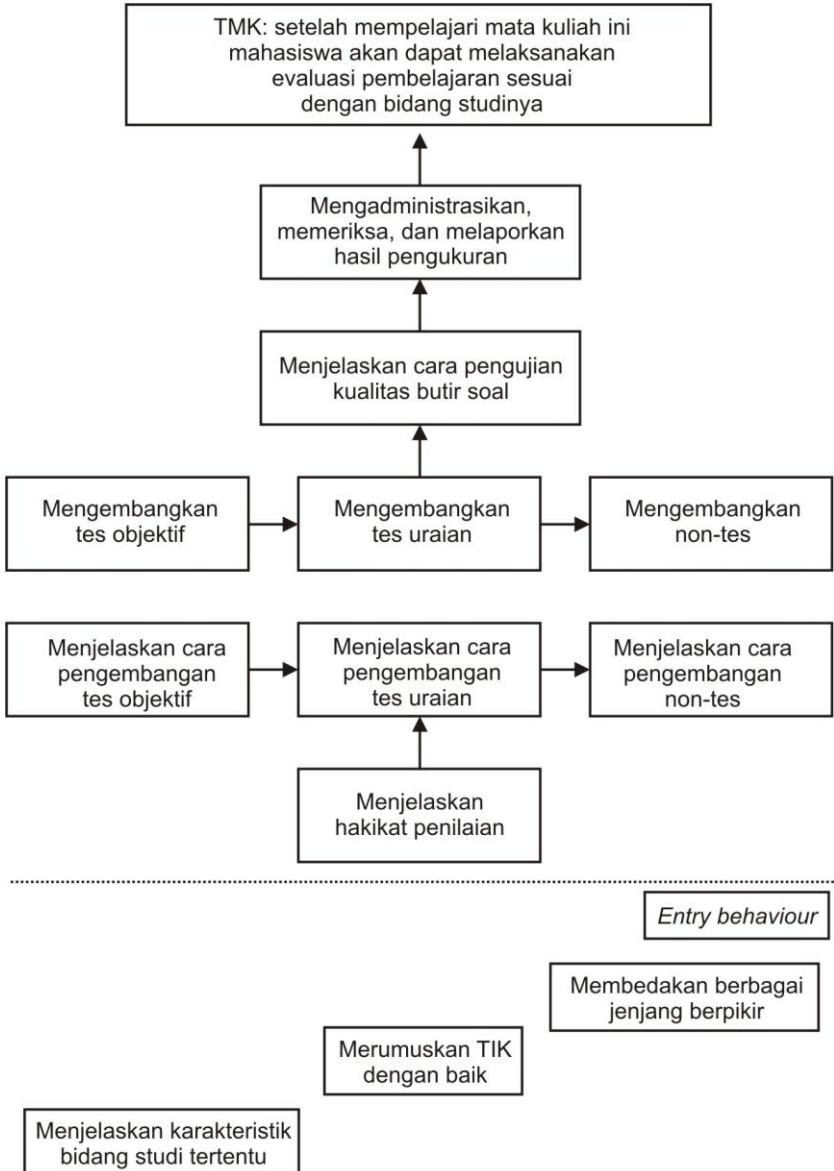 TMK: setelah mempelajari mata kuliah ini
mahasiswa akan dapat melaksanakan
evaluasi pembelajaran sesuai
dengan bidang studinya
Mengadministrasikan,
memeriksa, dan melaporkan
hasil pengukuran
Menjelaskan cara pengujian
kualitas butir soal
Mengembangkan
tes objektif
Mengembangkan
tes uraian
Mengembangkan
non-tes
Menjelaskan cara
pengembangan
tes objektif
Menjelaskan cara
pengembangan
tes uraian
Menjelaskan cara
pengembangan
non-tes
Menjelaskan
hakikat penilaian
Entry behaviour
Membedakan berbagai
jenjang berpikir
Merumuskan TIK
dengan baik
Menjelaskan karakteristik
bidang studi tertentu